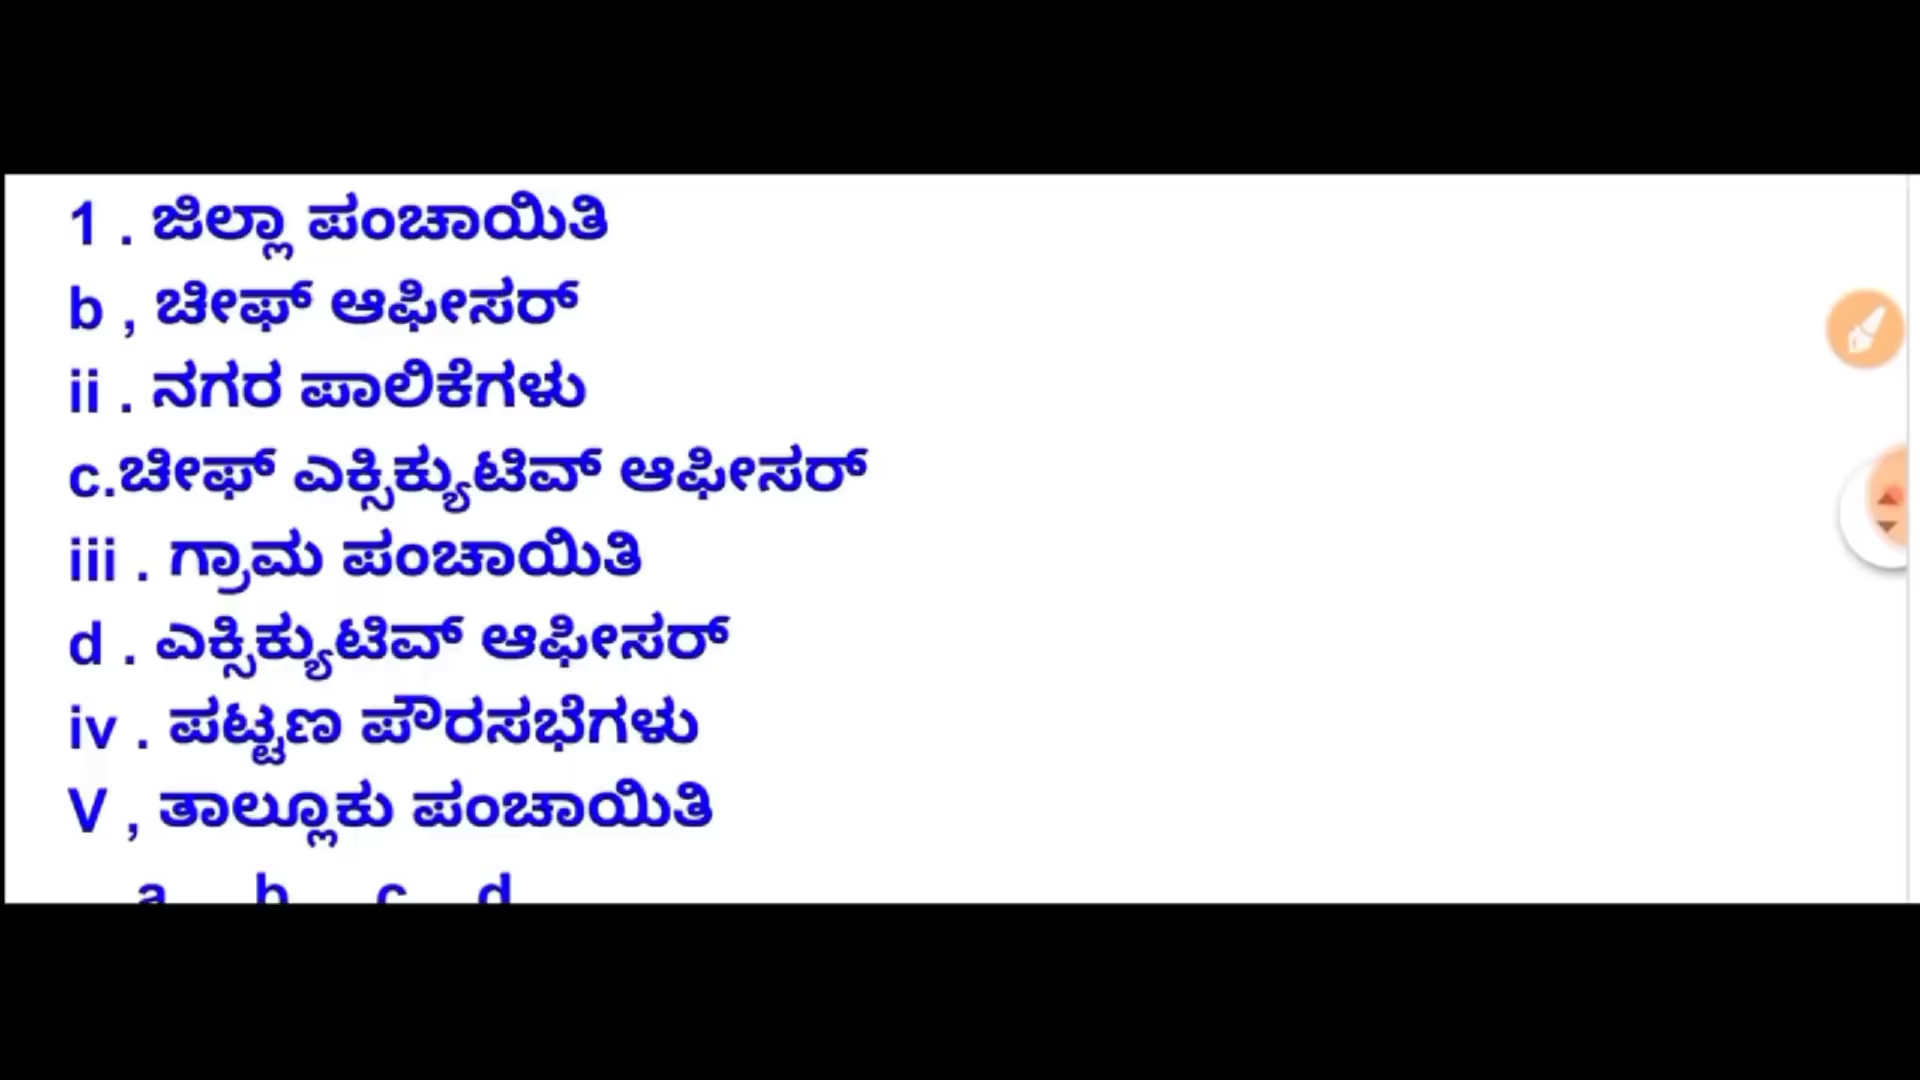 1 . ಜಿಲ್ಲಾ ಪಂಚಾಯಿತಿ
b , ಚೀಫ್ ಆಫೀಸರ್
ii . ನಗರ ಪಾಲಿಕೆಗಳು
c.ಚೀಫ್ ಎಕ್ಸಿಕ್ಯುಟಿವ್ ಆಫೀಸರ್
iii . ಗ್ರಾಮ ಪಂಚಾಯಿತಿ
d . ಎಕ್ಸಿಕ್ಯುಟಿವ್ ಆಫೀಸರ್
iv . ಪಟ್ಟಣ ಪೌರಸಭೆಗಳು
V , ತಾಲ್ಲೂಕು ಪಂಚಾಯಿತಿ
a b c d